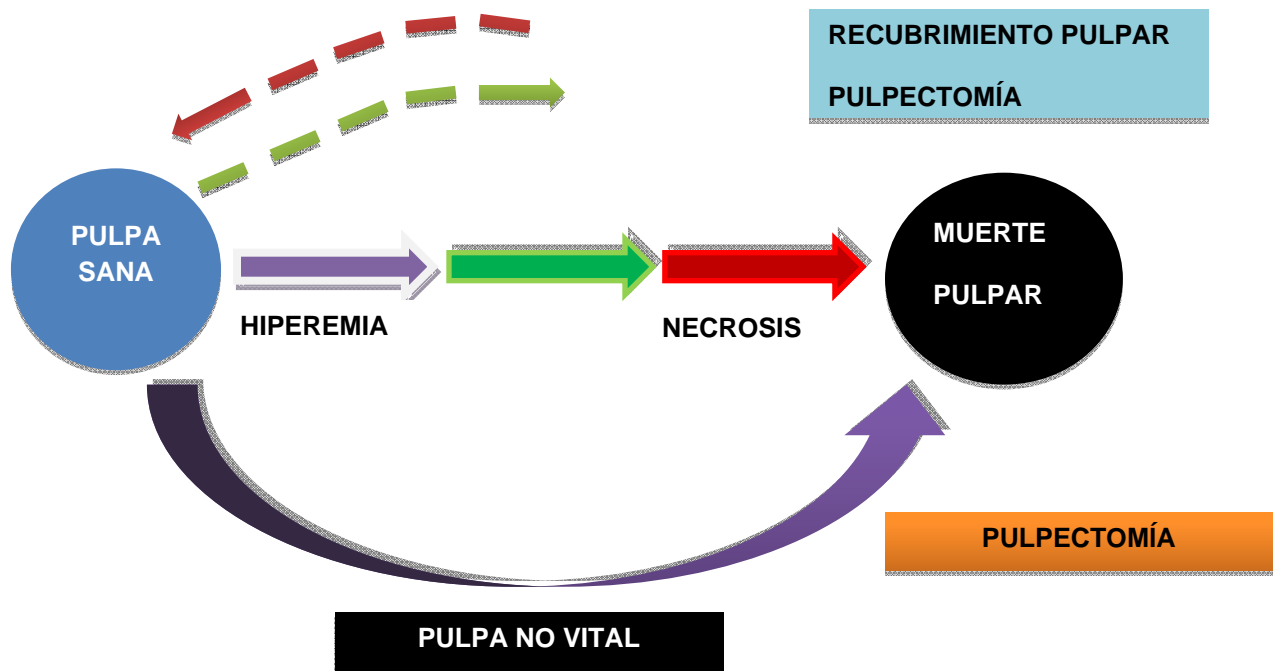 RECUBRIMIENTO PULPAR
PULPECTOMÍA
PULPA
SANA
MUERTE
PULPAR
HIPEREMIA
NECROSIS
PULPECTOMÍA
PULPA NO VITAL